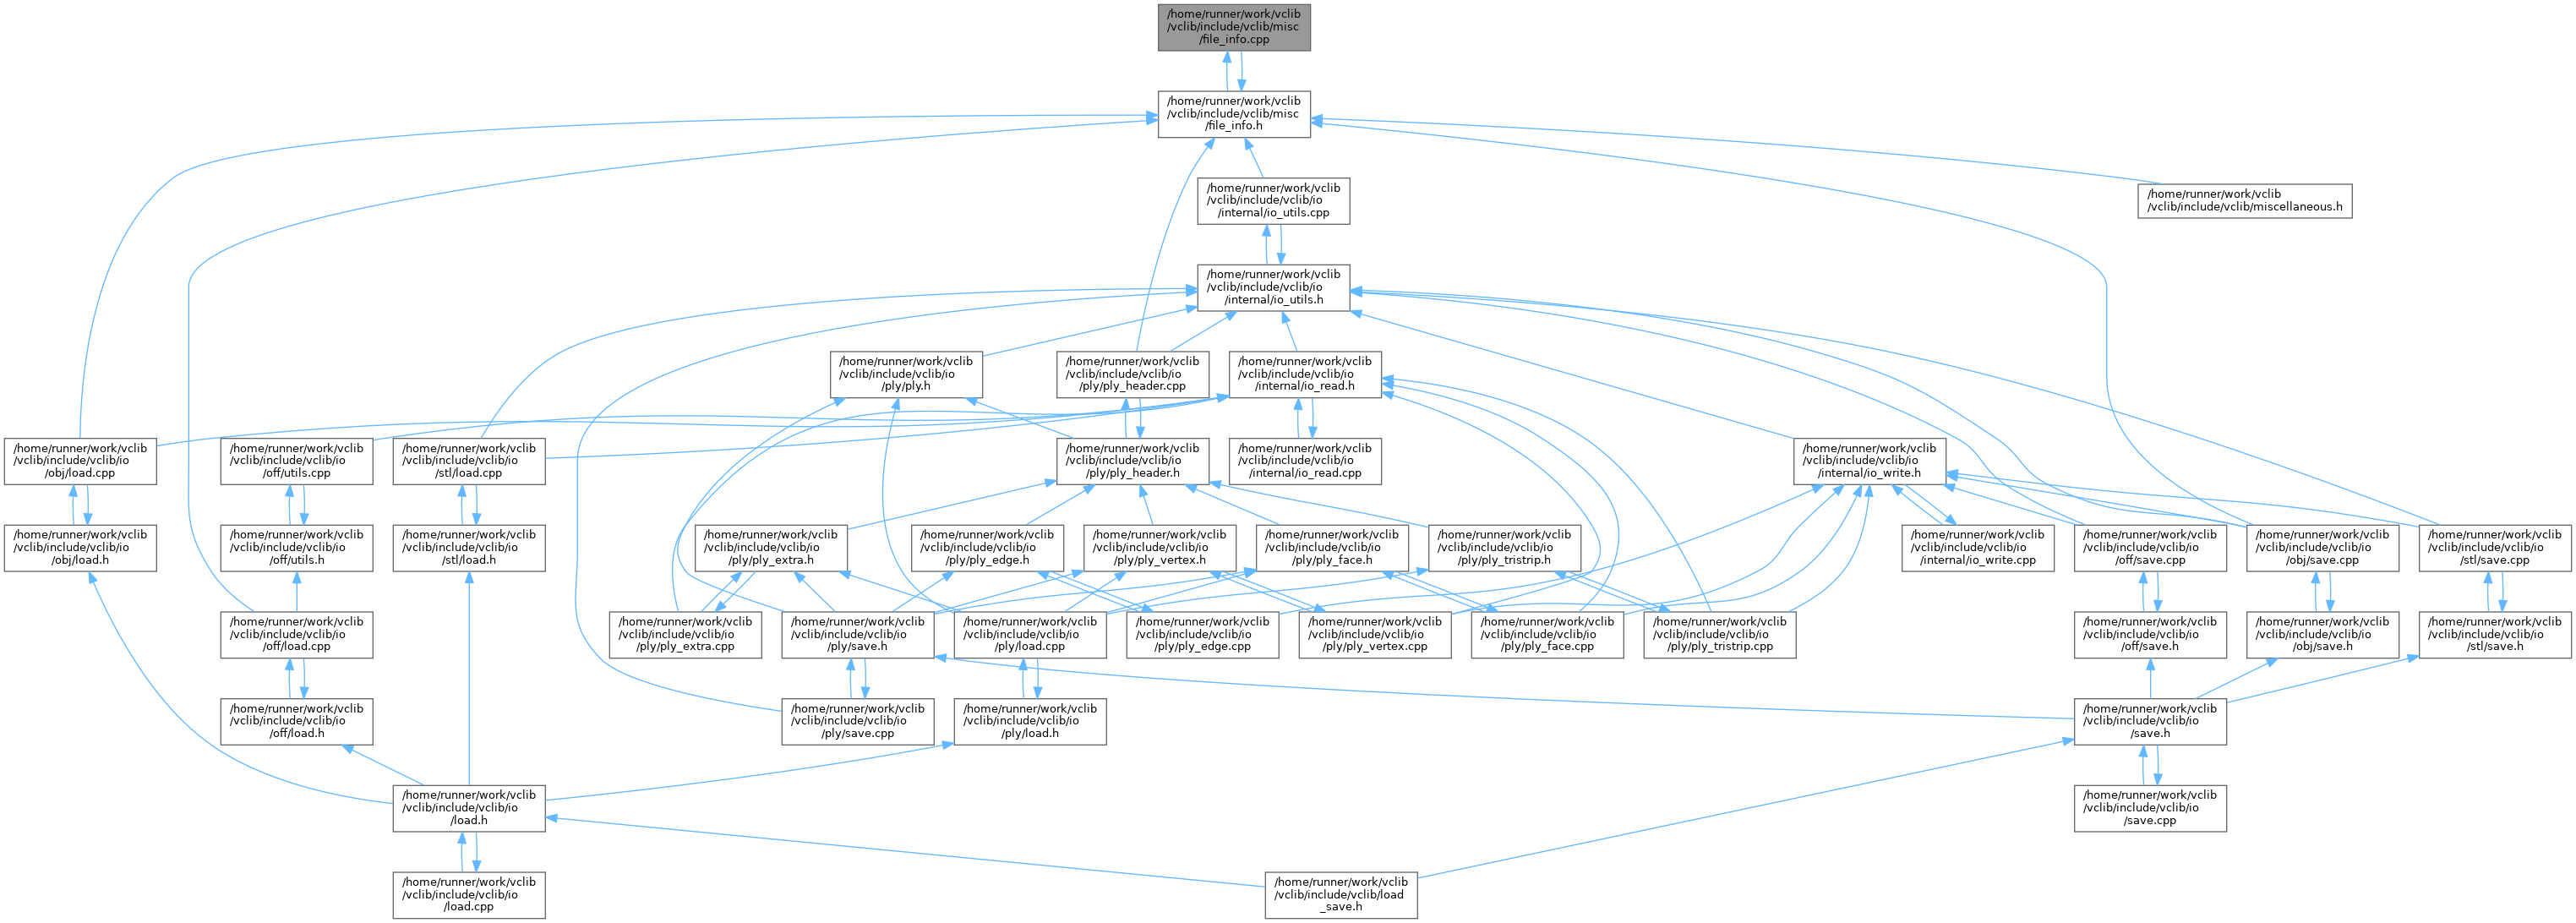 /home/runner/work/vclib
/vclib/include/vclib/misc
/file_info.cpp
/home/runner/work/vclib
/vclib/include/vclib/misc
/file_info.h
/home/runner/work/vclib
/vclib/include/vclib/io
/internal/io_utils.cpp
/home/runner/work/vclib
/vclib/include/vclib/miscellaneous.h
/home/runner/work/vclib
/vclib/include/vclib/io
/internal/io_utils.h
/home/runner/work/vclib
/vclib/include/vclib/io
/ply/ply.h
/home/runner/work/vclib
/vclib/include/vclib/io
/ply/ply_header.cpp
/home/runner/work/vclib
/vclib/include/vclib/io
/internal/io_read.h
/home/runner/work/vclib
/vclib/include/vclib/io
/obj/load.cpp
/home/runner/work/vclib
/vclib/include/vclib/io
/off/utils.cpp
/home/runner/work/vclib
/vclib/include/vclib/io
/stl/load.cpp
/home/runner/work/vclib
/vclib/include/vclib/io
/ply/ply_header.h
/home/runner/work/vclib
/vclib/include/vclib/io
/internal/io_read.cpp
/home/runner/work/vclib
/vclib/include/vclib/io
/internal/io_write.h
/home/runner/work/vclib
/vclib/include/vclib/io
/obj/load.h
/home/runner/work/vclib
/vclib/include/vclib/io
/off/utils.h
/home/runner/work/vclib
/vclib/include/vclib/io
/stl/load.h
/home/runner/work/vclib
/vclib/include/vclib/io
/ply/ply_extra.h
/home/runner/work/vclib
/vclib/include/vclib/io
/ply/ply_edge.h
/home/runner/work/vclib
/vclib/include/vclib/io
/ply/ply_vertex.h
/home/runner/work/vclib
/vclib/include/vclib/io
/ply/ply_face.h
/home/runner/work/vclib
/vclib/include/vclib/io
/ply/ply_tristrip.h
/home/runner/work/vclib
/vclib/include/vclib/io
/internal/io_write.cpp
/home/runner/work/vclib
/vclib/include/vclib/io
/off/save.cpp
/home/runner/work/vclib
/vclib/include/vclib/io
/obj/save.cpp
/home/runner/work/vclib
/vclib/include/vclib/io
/stl/save.cpp
/home/runner/work/vclib
/vclib/include/vclib/io
/off/load.cpp
/home/runner/work/vclib
/vclib/include/vclib/io
/ply/ply_extra.cpp
/home/runner/work/vclib
/vclib/include/vclib/io
/ply/save.h
/home/runner/work/vclib
/vclib/include/vclib/io
/ply/load.cpp
/home/runner/work/vclib
/vclib/include/vclib/io
/ply/ply_edge.cpp
/home/runner/work/vclib
/vclib/include/vclib/io
/ply/ply_vertex.cpp
/home/runner/work/vclib
/vclib/include/vclib/io
/ply/ply_face.cpp
/home/runner/work/vclib
/vclib/include/vclib/io
/ply/ply_tristrip.cpp
/home/runner/work/vclib
/vclib/include/vclib/io
/off/save.h
/home/runner/work/vclib
/vclib/include/vclib/io
/obj/save.h
/home/runner/work/vclib
/vclib/include/vclib/io
/stl/save.h
/home/runner/work/vclib
/vclib/include/vclib/io
/off/load.h
/home/runner/work/vclib
/vclib/include/vclib/io
/ply/save.cpp
/home/runner/work/vclib
/vclib/include/vclib/io
/ply/load.h
/home/runner/work/vclib
/vclib/include/vclib/io
/save.h
/home/runner/work/vclib
/vclib/include/vclib/io
/load.h
/home/runner/work/vclib
/vclib/include/vclib/io
/save.cpp
/home/runner/work/vclib
/vclib/include/vclib/io
/load.cpp
/home/runner/work/vclib
/vclib/include/vclib/load
_save.h